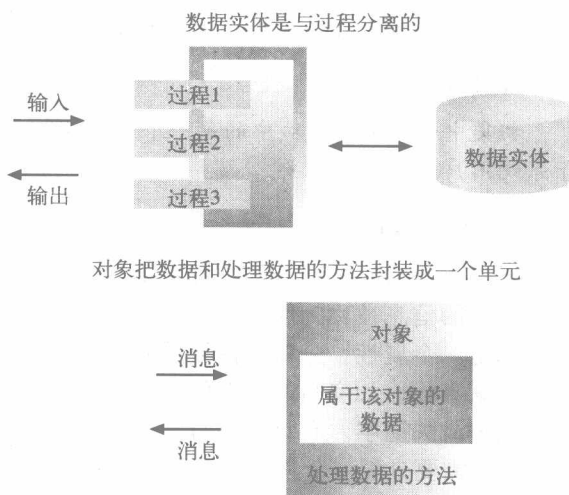 数据实体是与过程分离的
输入
过程1
过程2
数据实体
输出
过程3
对象把数据和处理数据的方法封装成一个单元
对象
消息
属于该对象的
数据
消息
处理数据的方法